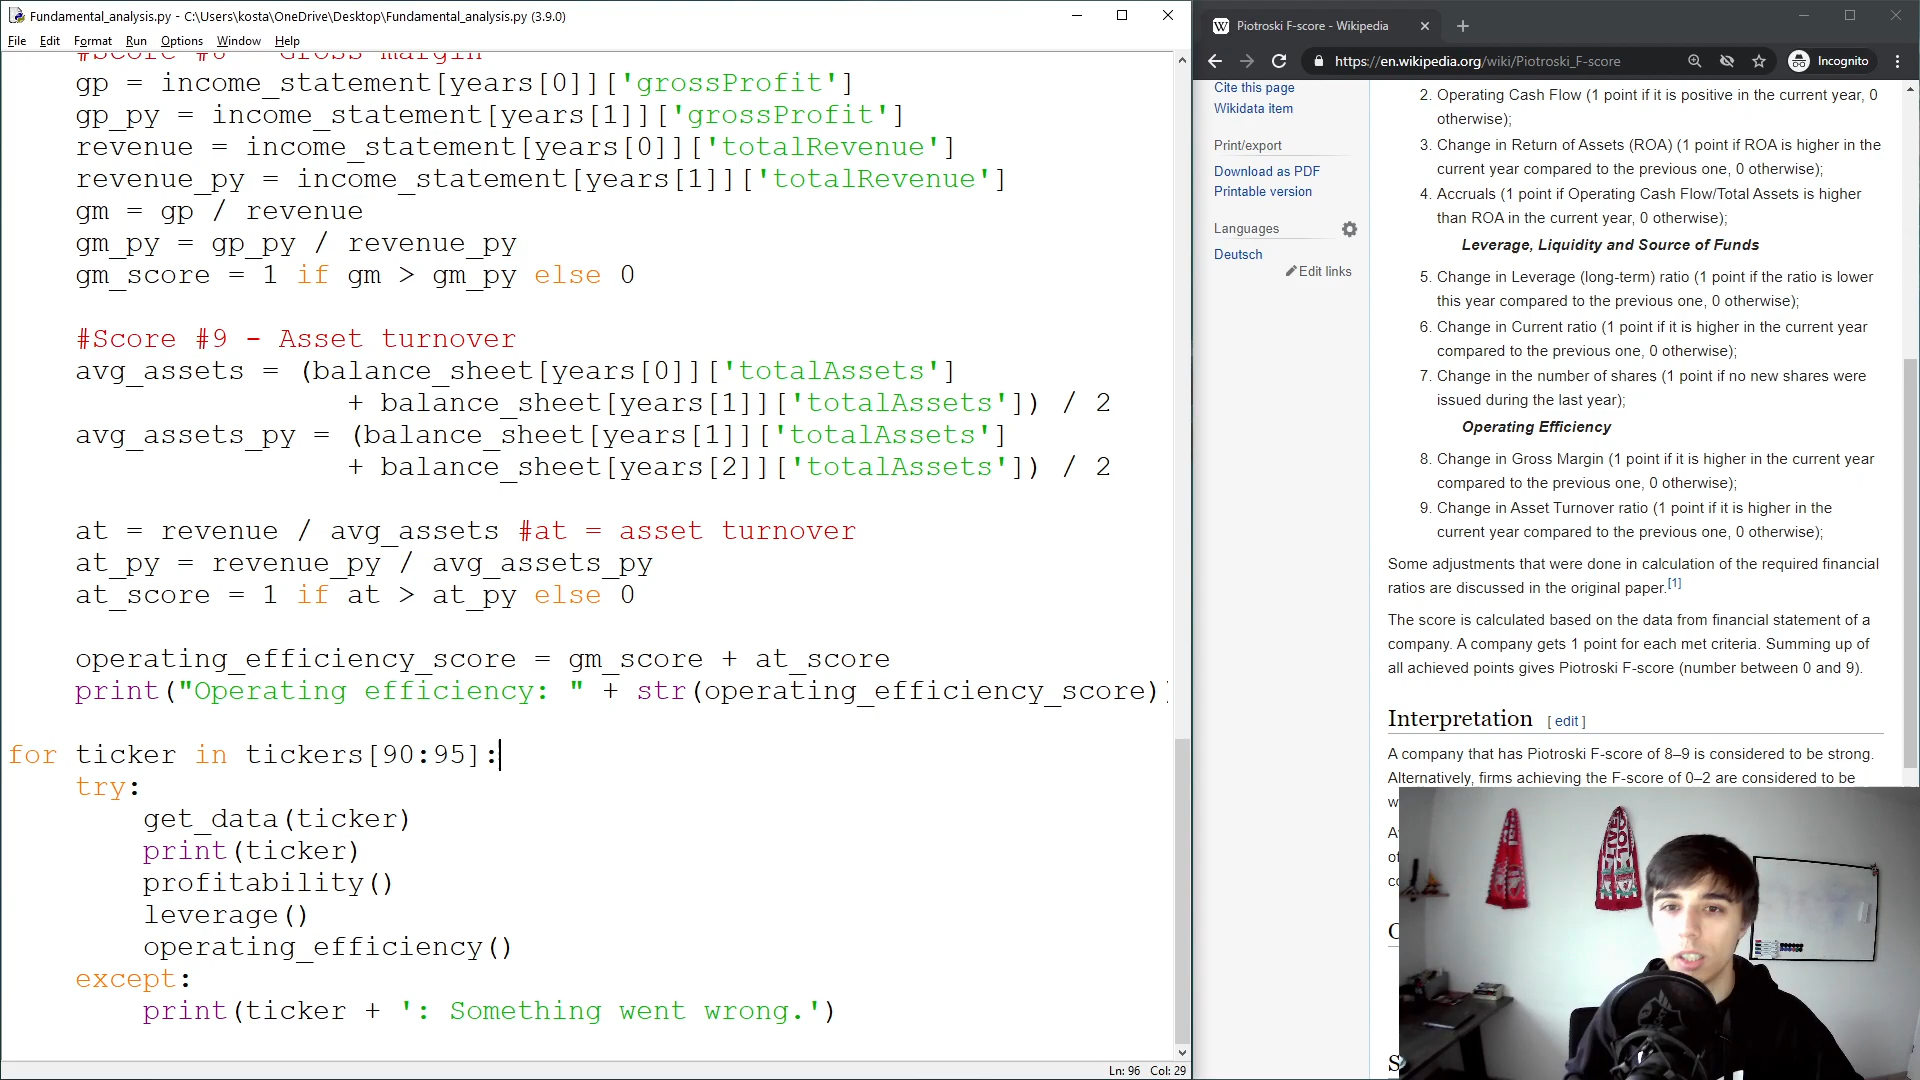 Fundamental_analysis.py - C:\Users\kosta\OneDrive\Desktop\Fundamental_analysis.py (3.9.0)
File Edit Format Run Options Window Help
#Score #8 - Gross margin
gp = income_statement[years[0]]['grossProfit']
gp_py = income_statement[years[1]]['grossProfit']
revenue = income_statement[years[0]]['totalRevenue']
revenue_py = income_statement[years[1]]['totalRevenue']
gm = gp / revenue
gm_py = gp_py / revenue_py
gm_score = 1 if gm > gm_py else 0
#Score #9 - Asset turnover
avg_assets = (balance_sheet[years[0]]['totalAssets']
+ balance_sheet[years[1]]['totalAssets']) / 2
avg_assets_py = (balance_sheet[years[1]]['totalAssets']
+ balance_sheet[years[2]]['totalAssets']) / 2
at = revenue / avg_assets #at = asset turnover
at_py = revenue_py / avg_assets_py
at_score = 1 if at > at_py else 0
operating_efficiency_score = gm_score + at_score
print("Operating efficiency: " + str(operating_efficiency_score))
for ticker in tickers[90:95]:
try:
get_data(ticker)
print(ticker)
profitability()
leverage()
operating_efficiency()
except:
print(ticker + ': Something went wrong.')
Ln: 96 Col: 29
W Piotroski F-score - Wikipedia
https://en.wikipedia.org/wiki/Piotroski_F-score
Incognito
Cite this page
Wikidata item
Print/export
Download as PDF
Printable version
Languages
Deutsch
Edit links
2. Operating Cash Flow (1 point if it is positive in the current year, 0
otherwise);
3. Change in Return of Assets (ROA) (1 point if ROA is higher in the
current year compared to the previous one, 0 otherwise);
4. Accruals (1 point if Operating Cash Flow/Total Assets is higher
than ROA in the current year, 0 otherwise);
Leverage, Liquidity and Source of Funds
5. Change in Leverage (long-term) ratio (1 point if the ratio is lower
this year compared to the previous one, 0 otherwise);
6. Change in Current ratio (1 point if it is higher in the current year
compared to the previous one, 0 otherwise);
7. Change in the number of shares (1 point if no new shares were
issued during the last year);
Operating Efficiency
8. Change in Gross Margin (1 point if it is higher in the current year
compared to the previous one, 0 otherwise);
9. Change in Asset Turnover ratio (1 point if it is higher in the
current year compared to the previous one, 0 otherwise);
Some adjustments that were done in calculation of the required financial
ratios are discussed in the original paper.[1]
The score is calculated based on the data from financial statement of a
company. A company gets 1 point for each met criteria. Summing up of
all achieved points gives Piotroski F-score (number between 0 and 9).
Interpretation [ edit ]
A company that has Piotroski F-score of 8–9 is considered to be strong.
Alternatively, firms achieving the F-score of 0–2 are considered to be